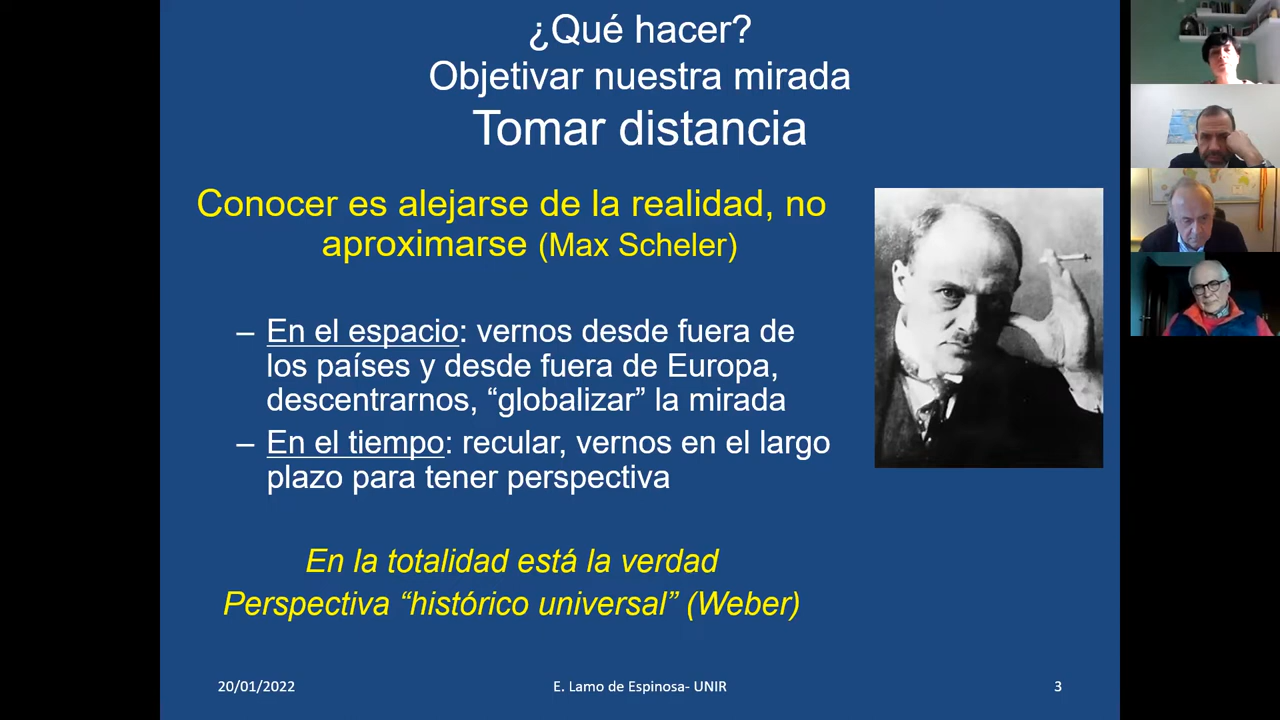 ¿Qué hacer?
Objetivar nuestra mirada
Tomar distancia
Conocer es alejarse de la realidad, no
aproximarse (Max Scheler)
– En el espacio: vernos desde fuera de
los países y desde fuera de Europa,
descentrarnos, “globalizar” la mirada
– En el tiempo: recular, vernos en el largo
plazo para tener perspectiva
En la totalidad está la verdad
Perspectiva “histórico universal” (Weber)
20/01/2022
E. Lamo de Espinosa- UNIR
3